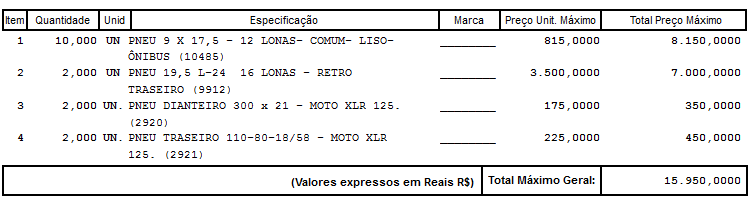 Item Quantidade Unid Especificação Marca Preço Unit. Máximo Total Preço Máximo
1 10,000 UN PNEU 9 X 17,5 - 12 LONAS- COMUM- LISO- ________ 815,0000 8.150,0000
ÔNIBUS (10485)
2 2,000 UN PNEU 19,5 L-24 16 LONAS - RETRO ________ 3.500,0000 7.000,0000
TRASEIRO (9912)
3 2,000 UN. PNEU DIANTEIRO 300 x 21 - MOTO XLR 125. ________ 175,0000 350,0000
(2920)
4 2,000 UN. PNEU TRASEIRO 110-80-18/58 - MOTO XLR ________ 225,0000 450,0000
125. (2921)
(Valores expressos em Reais R$) Total Máximo Geral: 15.950,0000